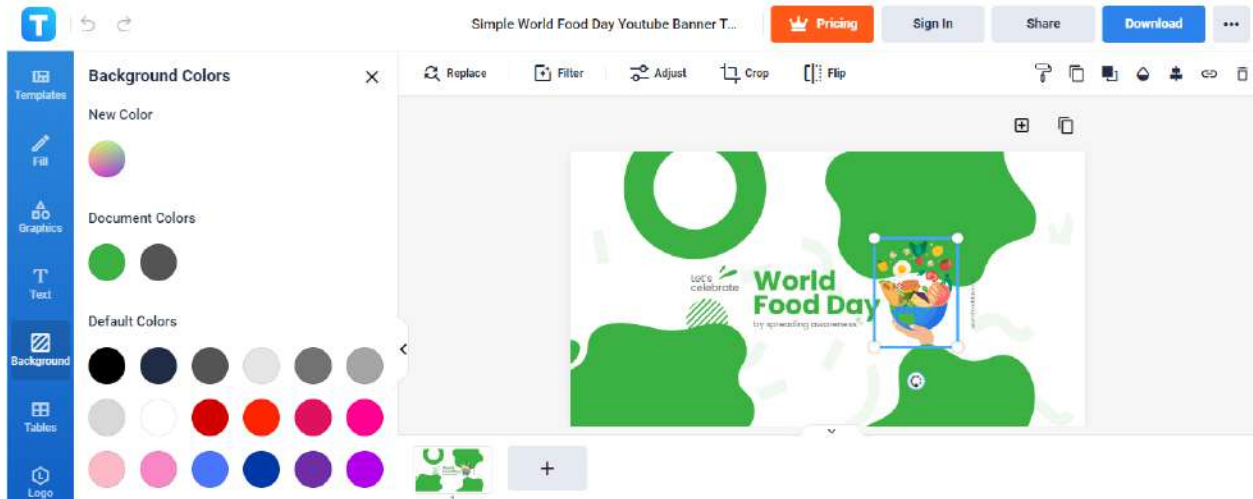 T
Simple World Food Day Youtube Banner T...
Pricing
Sign In
Share
Download
Templates
Fill
Graphics
T
Text
Background
Tables
Logo
Background Colors
New Color
Document Colors
Default Colors
Replace
Filter
Adjust
Crop
Flip
Let's
celebrate
World
Food Day
by spreading awareness